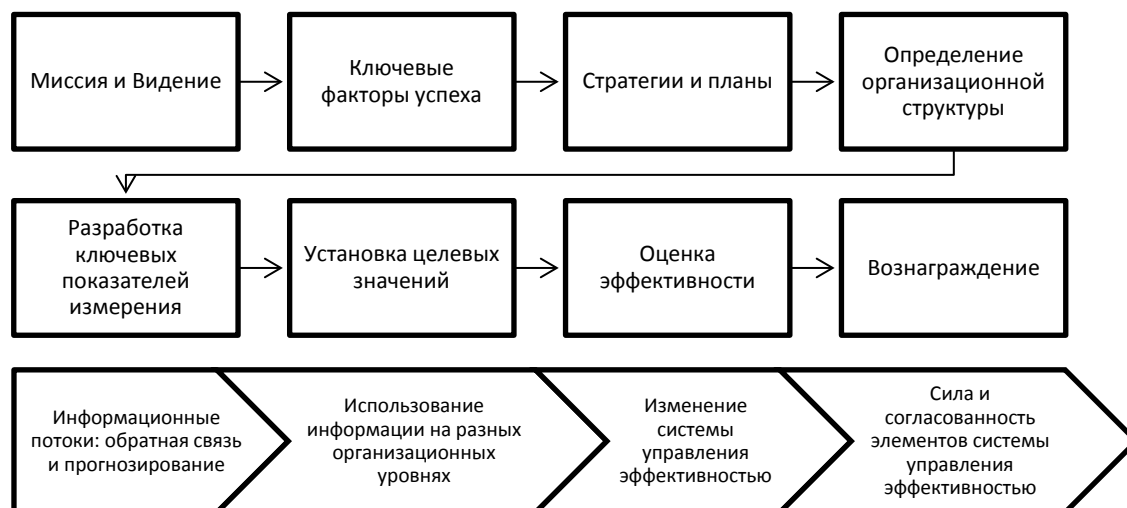 Миссия и Видение
Ключевые
факторы успеха
Стратегии и планы
Определение
организационной
структуры
Разработка
ключевых
показателей
измерения
Установка целевых
значений
Оценка
эффективности
Вознаграждение
Информационные
потоки: обратная связь
и прогнозирование
Использование
информации на разных
организационных
уровнях
Изменение
системы
управления
эффективностью
Сила и
согласованность
элементов системы
управления
эффективностью